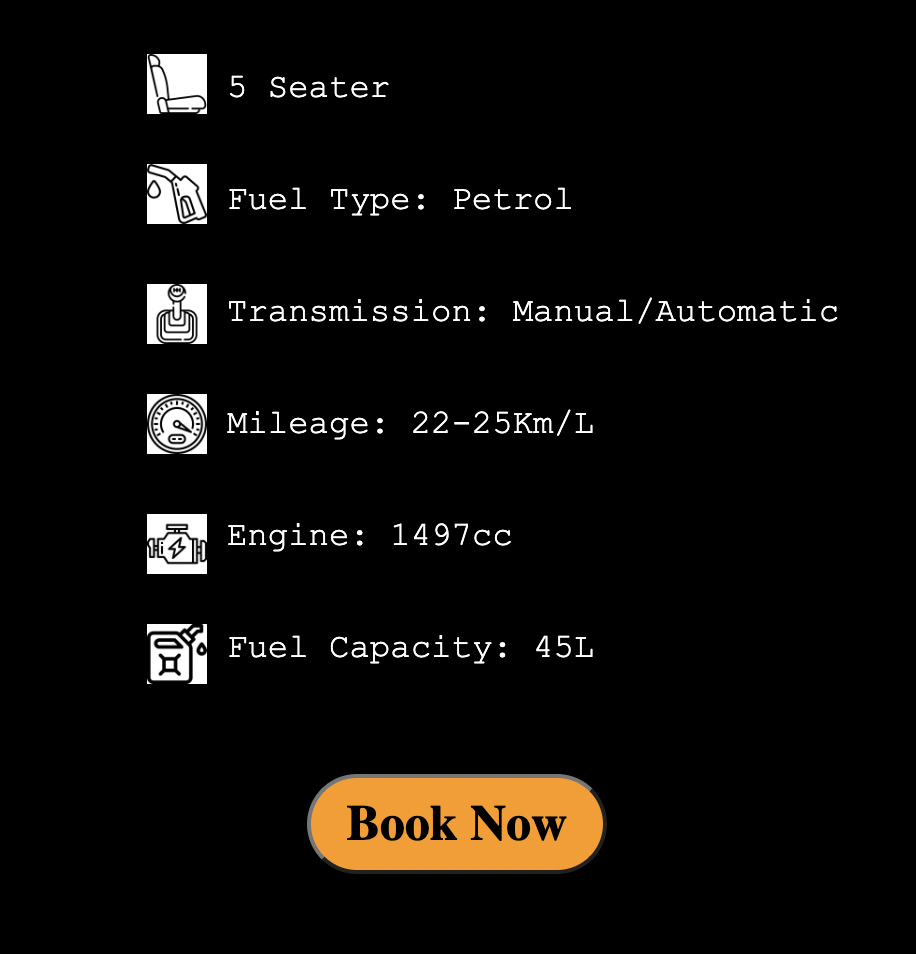 5 Seater
Fuel Type: Petrol
Transmission: Manual/Automatic
Mileage: 22-25Km/L
Engine: 1497cc
Fuel Capacity: 45L
Book Now